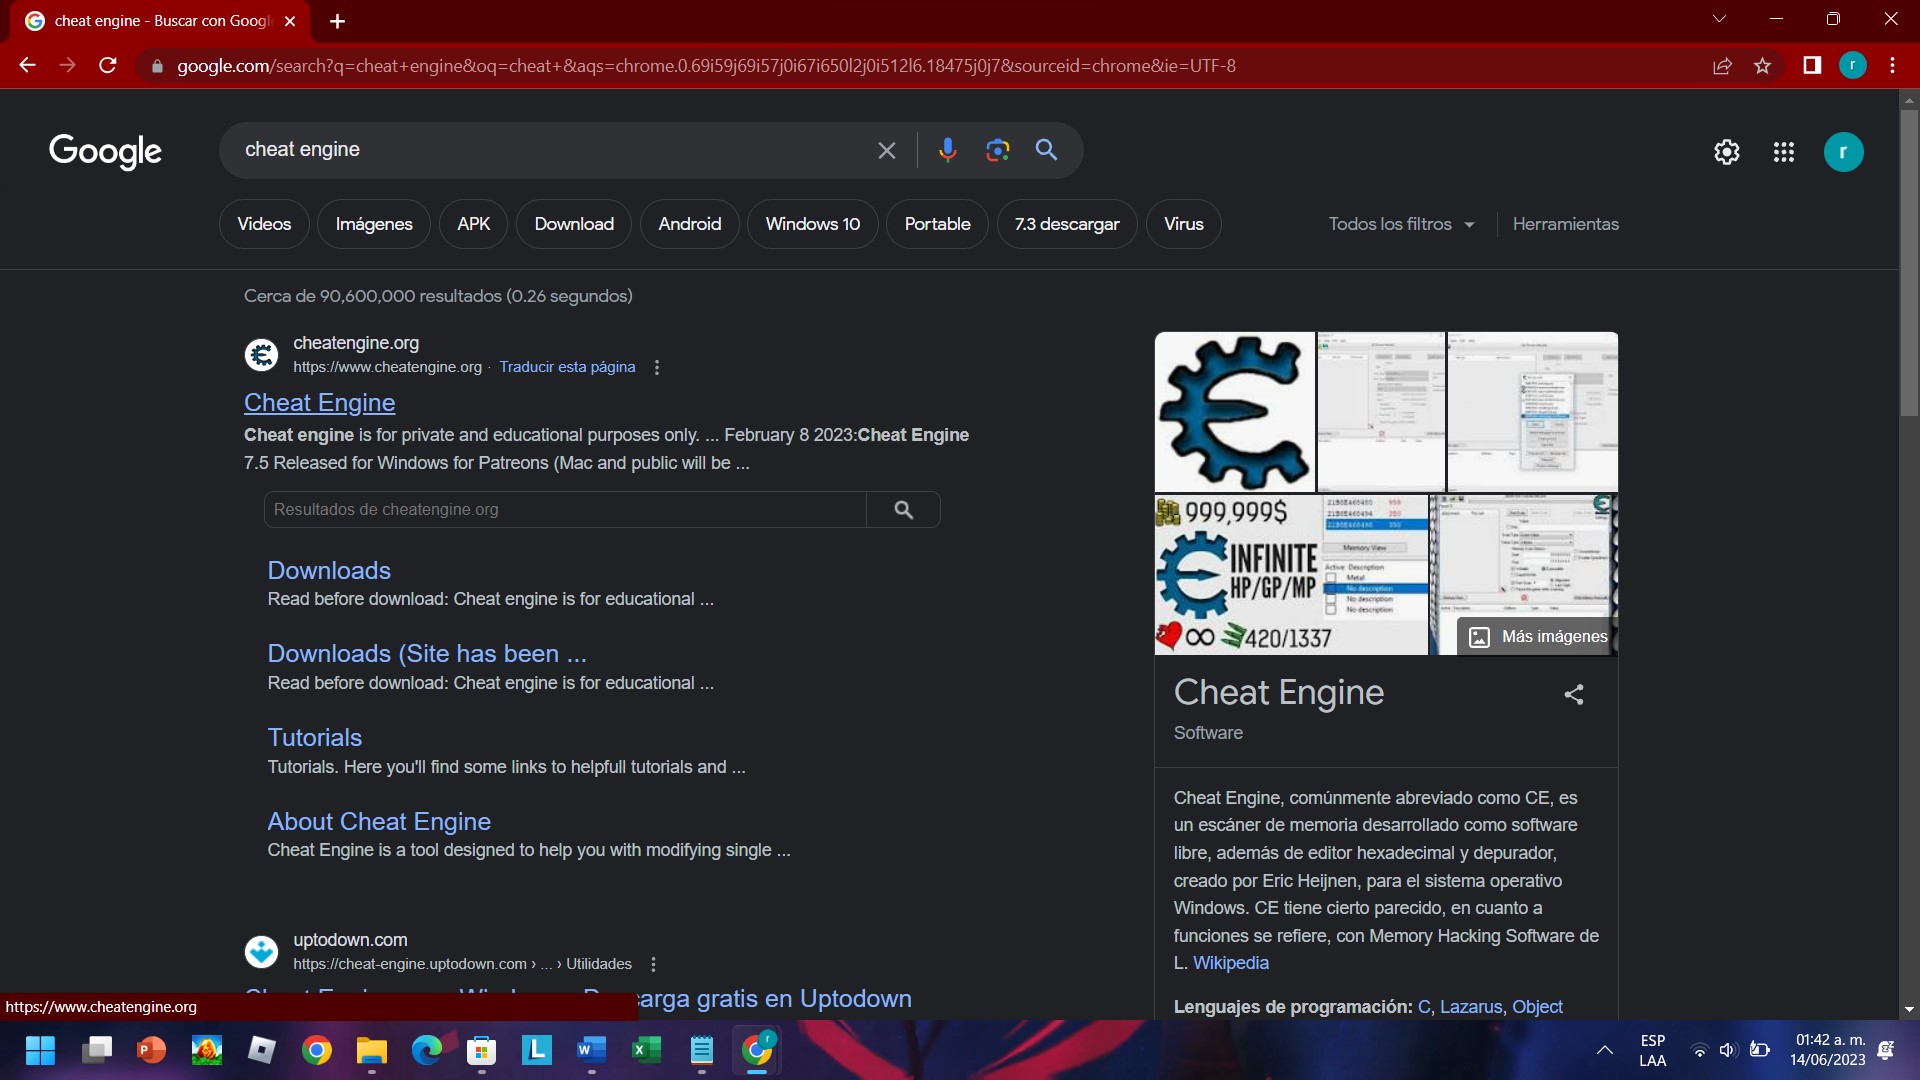 cheat engine - Buscar con Googl
google.com/search?q=cheat+engine&oq=cheat+&aqs=chrome.0.69i59j69i57j0i67i650l2j0i512l6.18475j0j7&sourceid=chrome&ie=UTF-8
r
Google
cheat engine
r
Videos
Imágenes
APK
Download
Android
Windows 10
Portable
7.3 descargar
Virus
Todos los filtros
Herramientas
Cerca de 90,600,000 resultados (0.26 segundos)
cheatengine.org
https://www.cheatengine.org · Traducir esta página
Cheat Engine
Cheat engine is for private and educational purposes only. ... February 8 2023:Cheat Engine
7.5 Released for Windows for Patreons (Mac and public will be ...
Resultados de cheatengine.org
Downloads
Read before download: Cheat engine is for educational ...
Downloads (Site has been ...
Read before download: Cheat engine is for educational ...
Tutorials
Tutorials. Here you'll find some links to helpfull tutorials and ...
About Cheat Engine
Cheat Engine is a tool designed to help you with modifying single ...
uptodown.com
https://cheat-engine.uptodown.com › ... › Utilidades
arga gratis en Uptodown
https://www.cheatengine.org
999,999$
INFINITE
HP/GP/MP
420/1337
Memory View
Active Description
Metal
No description
No description
No description
Más imágenes
Cheat Engine
Software
Cheat Engine, comúnmente abreviado como CE, es
un escáner de memoria desarrollado como software
libre, además de editor hexadecimal y depurador,
creado por Eric Heijnen, para el sistema operativo
Windows. CE tiene cierto parecido, en cuanto a
funciones se refiere, con Memory Hacking Software de
L. Wikipedia
Lenguajes de programación: C, Lazarus, Object
ESP
LAA
01:42 a. m.
14/06/2023